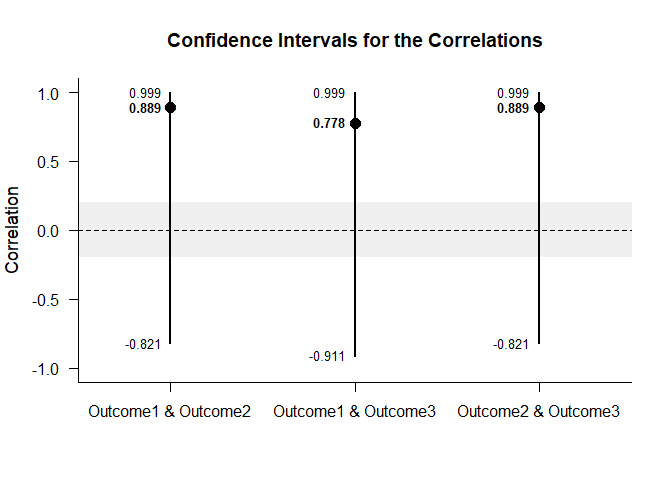 Confidence Intervals for the Correlations
Correlation
1.0
0.5
0.0
-0.5
-1.0
0.999
0.889
-0.821
0.999
0.778
-0.911
0.999
0.889
-0.821
Outcome1 & Outcome2
Outcome1 & Outcome3
Outcome2 & Outcome3